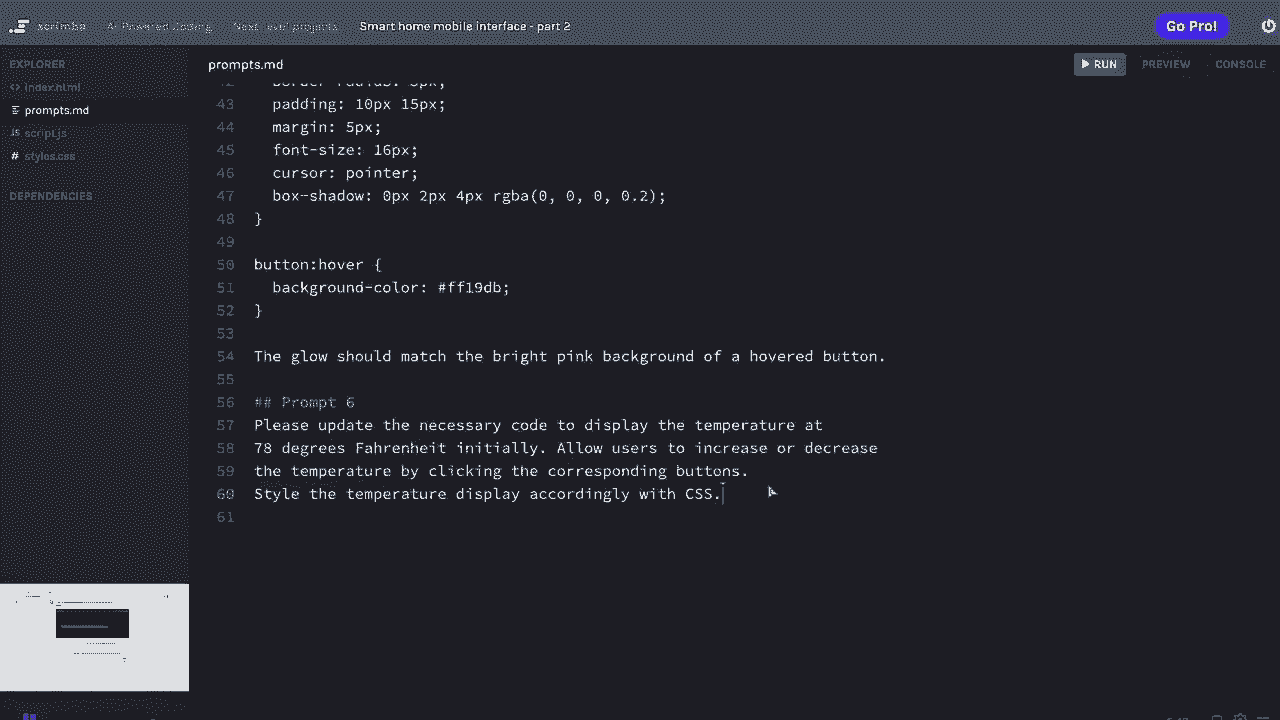 scrimba AI-Powered Coding Next-level projects Smart home mobile interface - part 2 Go Pro!
EXPLORER prompts.md RUN PREVIEW CONSOLE
index.html
prompts.md
script.js
styles.css
DEPENDENCIES
43 padding: 10px 15px;
44 margin: 5px;
45 font-size: 16px;
46 cursor: pointer;
47 box-shadow: 0px 2px 4px rgba(0, 0, 0, 0.2);
48 }
49
50 button:hover {
51 background-color: #ff19db;
52 }
53
54 The glow should match the bright pink background of a hovered button.
55
56 ## Prompt 6
57 Please update the necessary code to display the temperature at
58 78 degrees Fahrenheit initially. Allow users to increase or decrease
59 the temperature by clicking the corresponding buttons.
60 Style the temperature display accordingly with CSS.
61